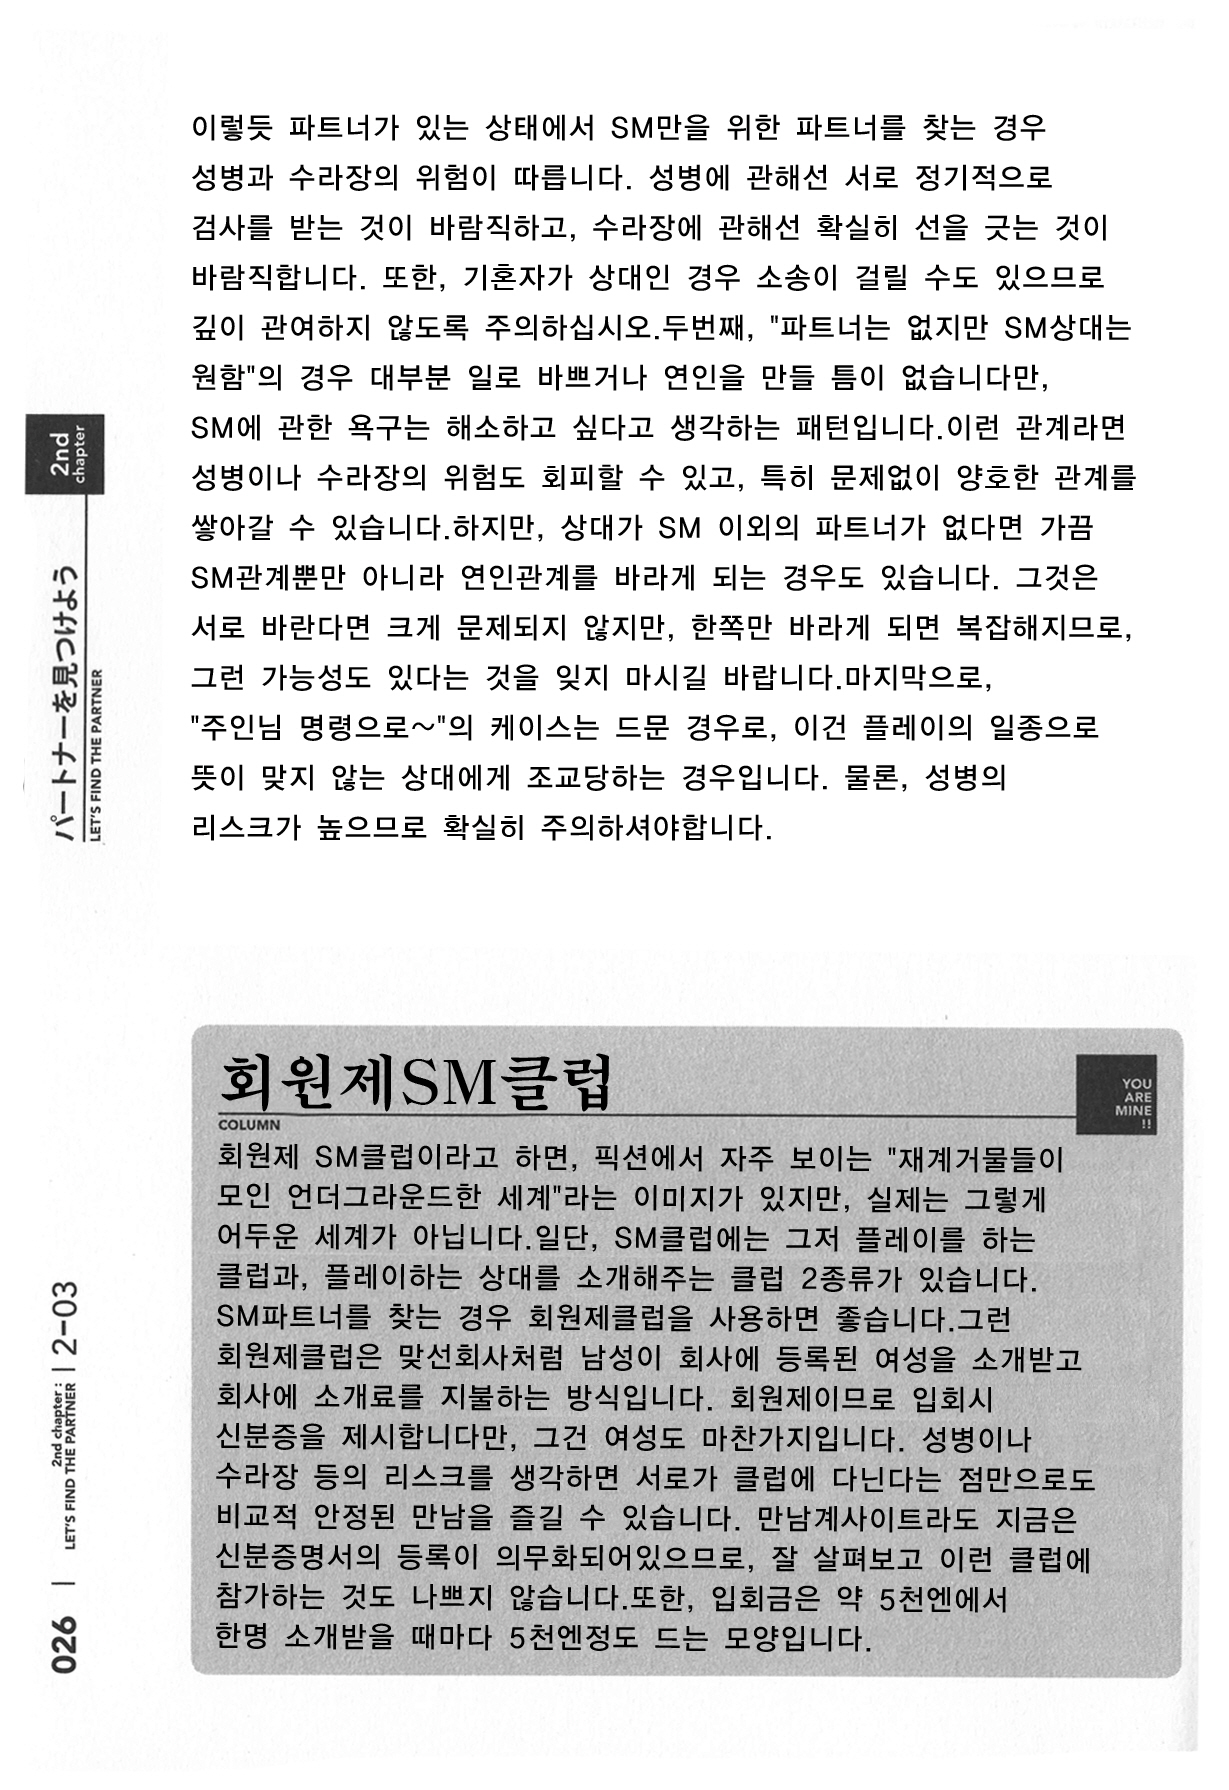 이렇듯 파트너가 있는 상태에서 SM만을 위한 파트너를 찾는 경우
성병과 수라장의 위험이 따릅니다. 성병에 관해선 서로 정기적으로
검사를 받는 것이 바람직하고, 수라장에 관해선 확실히 선을 긋는 것이
바람직합니다. 또한, 기혼자가 상대인 경우 소송이 걸릴 수도 있으므로
깊이 관여하지 않도록 주의하십시오.두번째, "파트너는 없지만 SM상대는
원함"의 경우 대부분 일로 바쁘거나 연인을 만들 틈이 없습니다만,
SM에 관한 욕구는 해소하고 싶다고 생각하는 패턴입니다.이런 관계라면
성병이나 수라장의 위험도 회피할 수 있고, 특히 문제없이 양호한 관계를
쌓아갈 수 있습니다.하지만, 상대가 SM 이외의 파트너가 없다면 가끔
SM관계뿐만 아니라 연인관계를 바라게 되는 경우도 있습니다. 그것은
서로 바란다면 크게 문제되지 않지만, 한쪽만 바라게 되면 복잡해지므로,
그런 가능성도 있다는 것을 잊지 마시길 바랍니다.마지막으로,
"주인님 명령으로~"의 케이스는 드문 경우로, 이건 플레이의 일종으로
뜻이 맞지 않는 상대에게 조교당하는 경우입니다. 물론, 성병의
리스크가 높으므로 확실히 주의하셔야합니다.
2nd
chapter
パートナーを見つけよう
LET'S FIND THE PARTNER
회원제SM클럽
COLUMN
YOU
ARE
MINE
!!
회원제 SM클럽이라고 하면, 픽션에서 자주 보이는 "재계거물들이
모인 언더그라운드한 세계"라는 이미지가 있지만, 실제는 그렇게
어두운 세계가 아닙니다.일단, SM클럽에는 그저 플레이를 하는
클럽과, 플레이하는 상대를 소개해주는 클럽 2종류가 있습니다.
SM파트너를 찾는 경우 회원제클럽을 사용하면 좋습니다.그런
회원제클럽은 맞선회사처럼 남성이 회사에 등록된 여성을 소개받고
회사에 소개료를 지불하는 방식입니다. 회원제이므로 입회시
신분증을 제시합니다만, 그건 여성도 마찬가지입니다. 성병이나
수라장 등의 리스크를 생각하면 서로가 클럽에 다닌다는 점만으로도
비교적 안정된 만남을 즐길 수 있습니다. 만남계사이트라도 지금은
신분증명서의 등록이 의무화되어있으므로, 잘 살펴보고 이런 클럽에
참가하는 것도 나쁘지 않습니다.또한, 입회금은 약 5천엔에서
한명 소개받을 때마다 5천엔정도 드는 모양입니다.
026 | 2nd chapter : | 2-03
LET'S FIND THE PARTNER